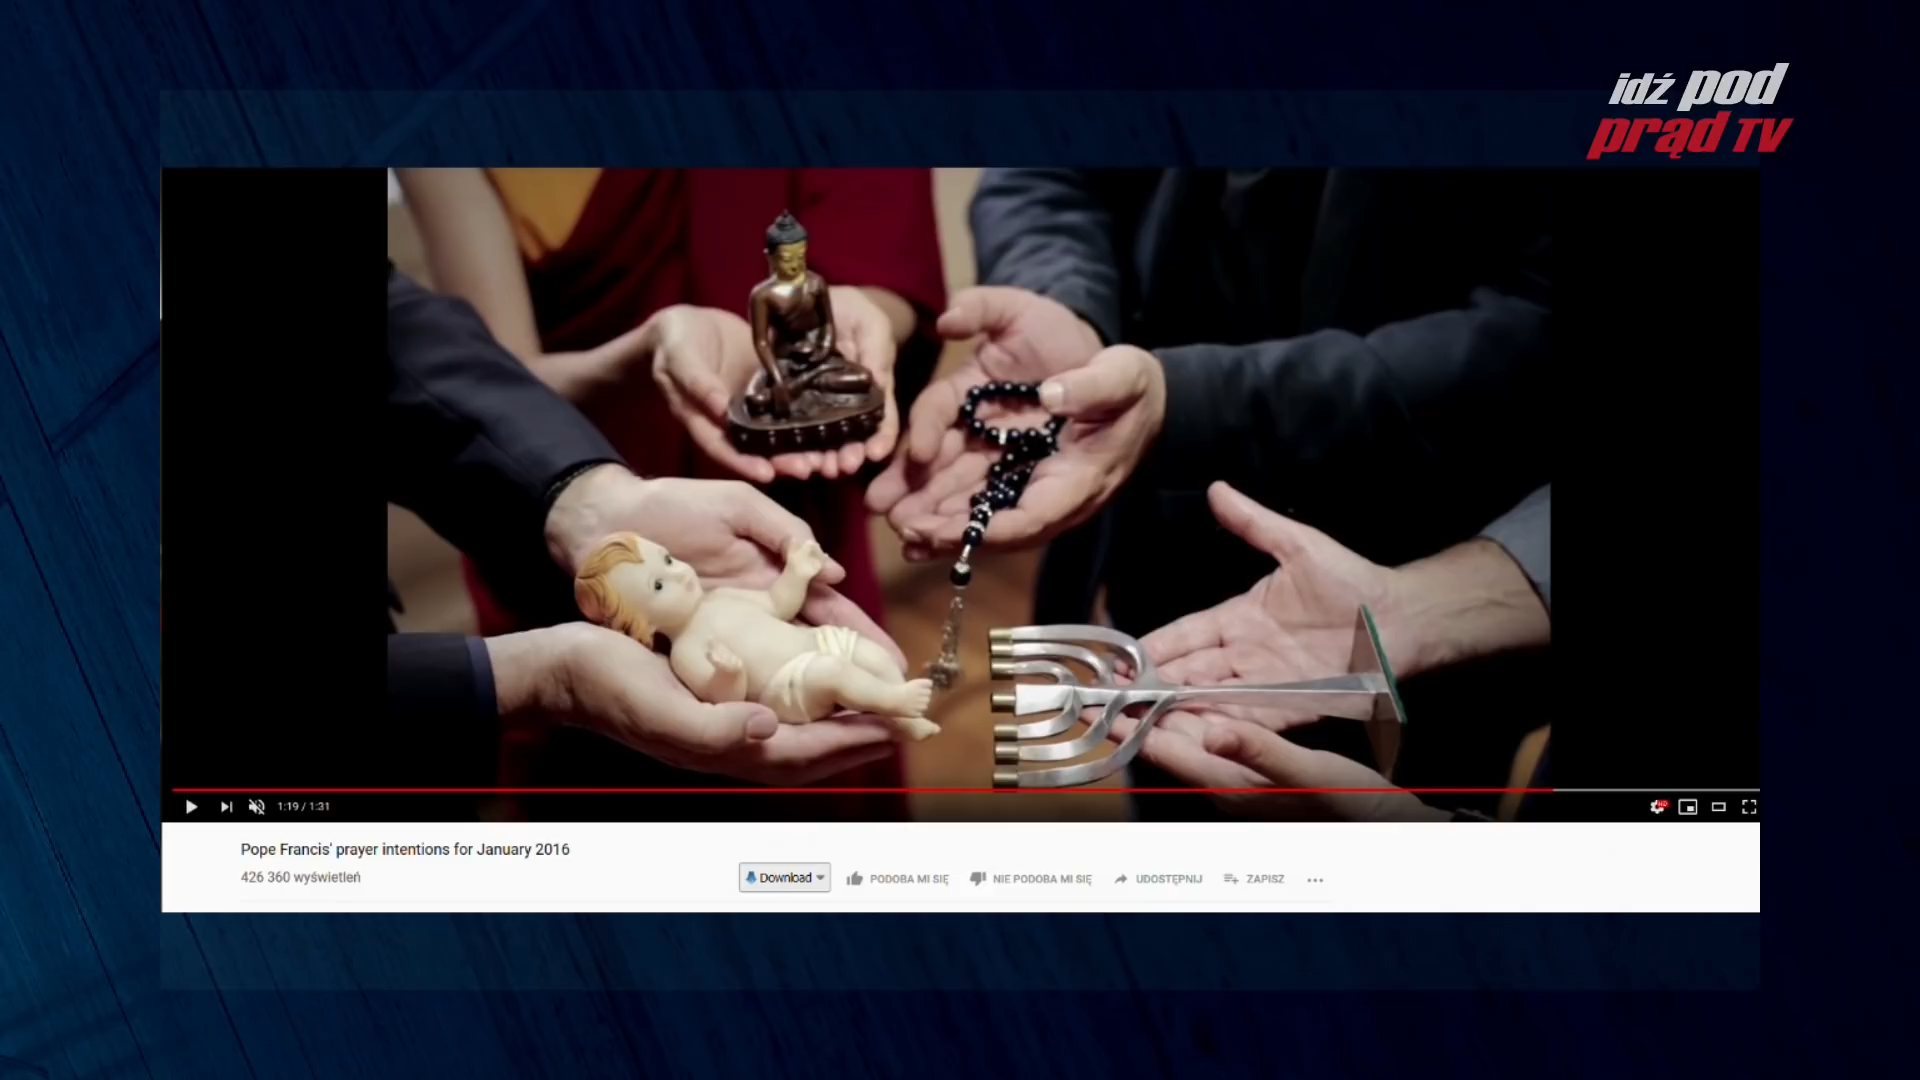 idź pod
prąd TV
1:19 / 1:31
HD
Pope Francis' prayer intentions for January 2016
426 360 wyświetleń
Download
PODOBA MI SIĘ
NIE PODOBA MI SIĘ
UDOSTĘPNIJ
ZAPISZ